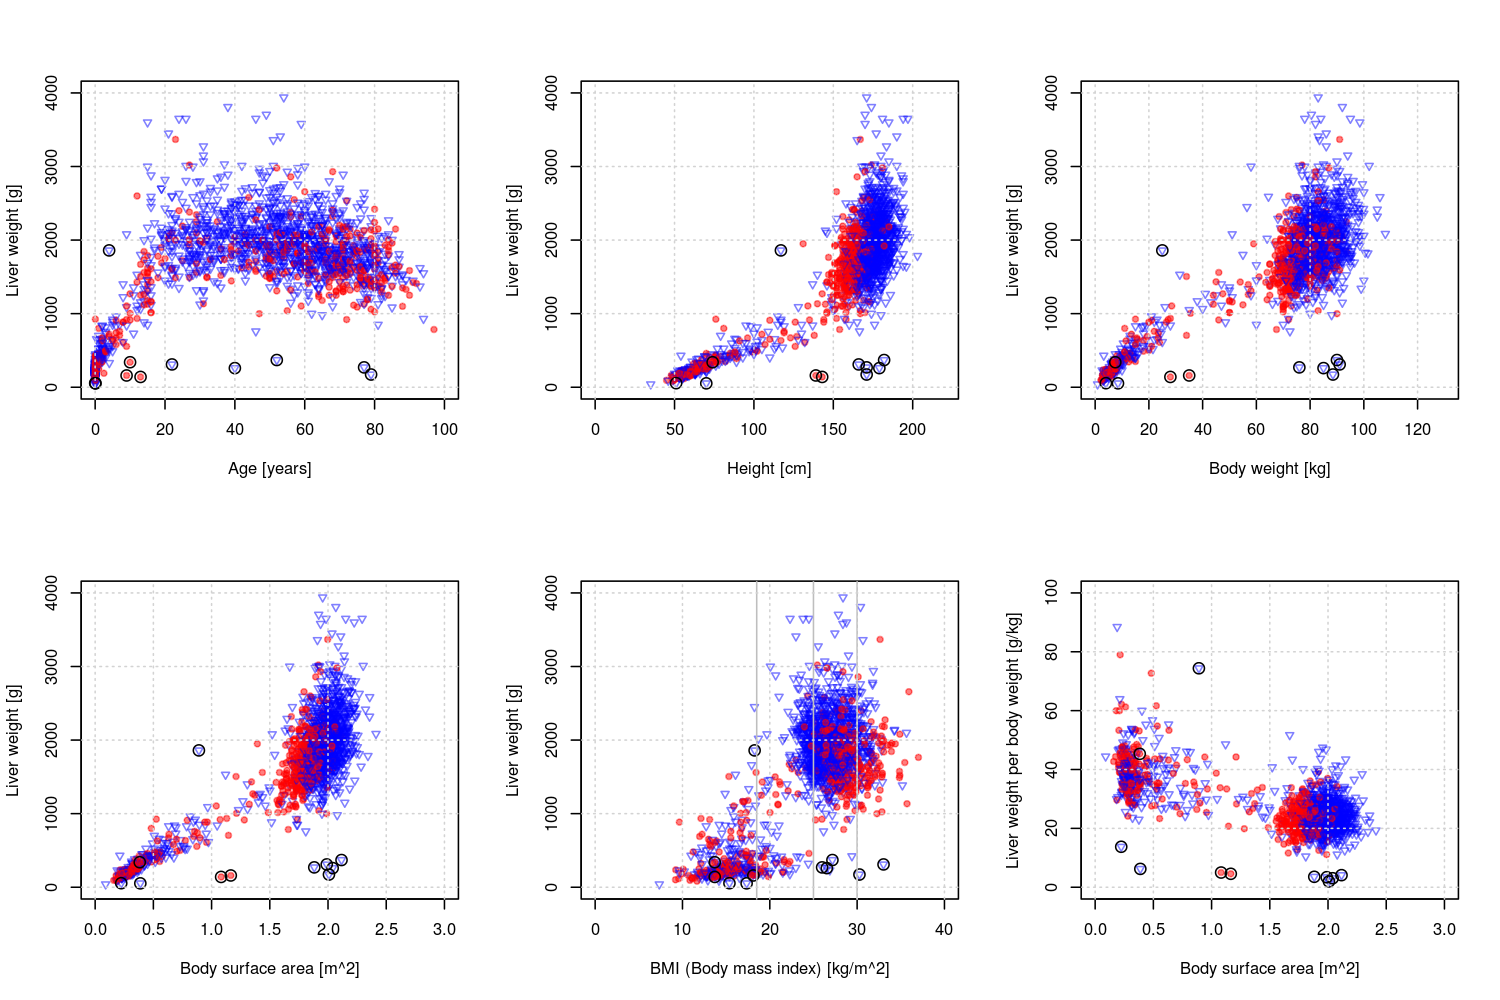 4000
3000
2000
1000
0
Liver weight [g]
0 20 40 60 80 100
Age [years]
4000
3000
2000
1000
0
Liver weight [g]
0 50 100 150 200
Height [cm]
4000
3000
2000
1000
0
Liver weight [g]
0 20 40 60 80 100 120
Body weight [kg]
4000
3000
2000
1000
0
Liver weight [g]
0.0 0.5 1.0 1.5 2.0 2.5 3.0
Body surface area [m^2]
4000
3000
2000
1000
0
Liver weight [g]
0 10 20 30 40
BMI (Body mass index) [kg/m^2]
100
80
60
40
20
0
Liver weight per body weight [g/kg]
0.0 0.5 1.0 1.5 2.0 2.5 3.0
Body surface area [m^2]